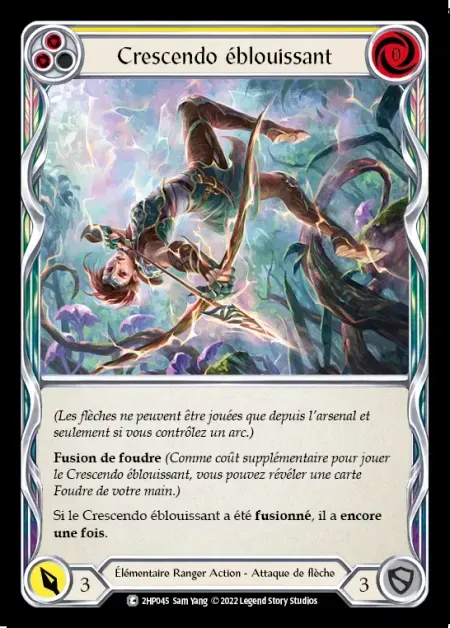 Crescendo éblouissant
0
(Les flèches ne peuvent être jouées que depuis l'arsenal et
seulement si vous contrôlez un arc.)
Fusion de foudre (Comme coût supplémentaire pour jouer
le Crescendo éblouissant, vous pouvez révéler une carte
Foudre de votre main.)
Si le Crescendo éblouissant a été fusionné, il a encore
une fois.
3
Élémentaire Ranger Action - Attaque de flèche
3
C 2HP045 Sam Yang © 2022 Legend Story Studios